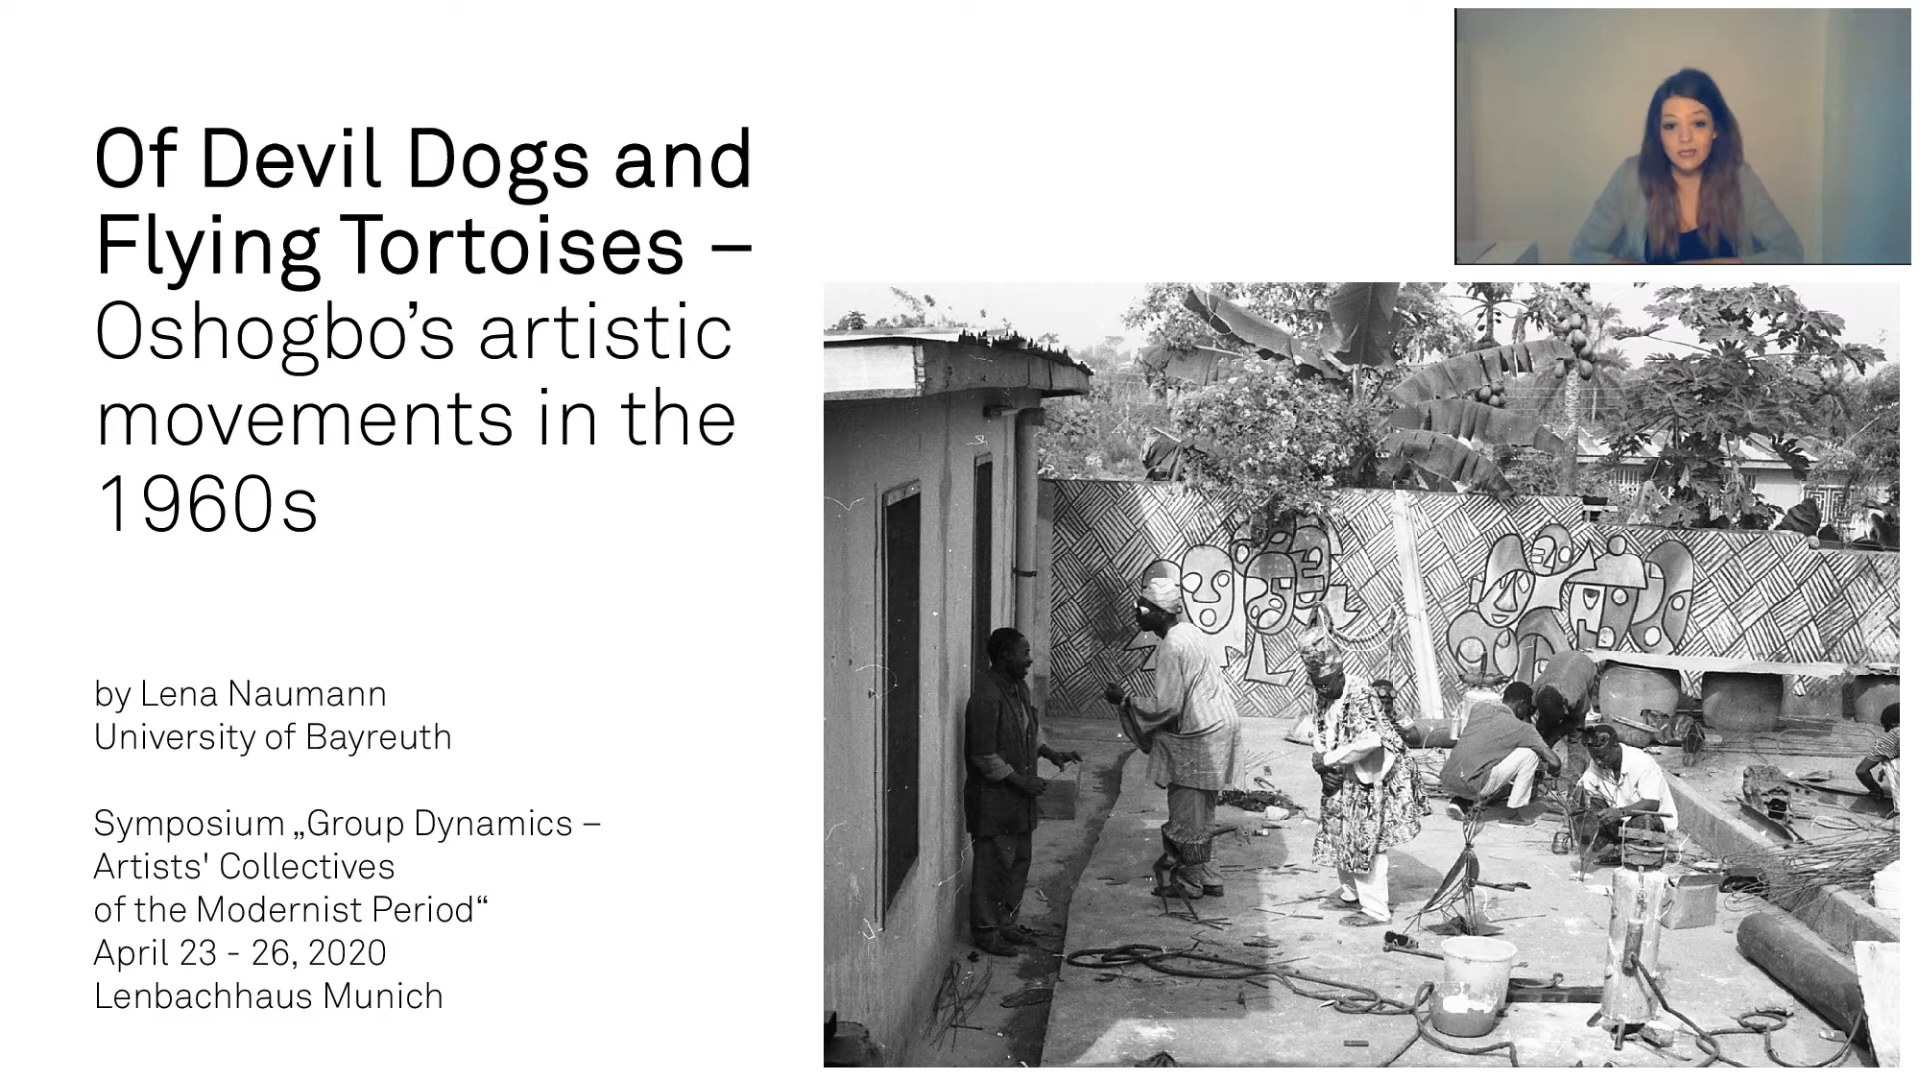 Of Devil Dogs and
Flying Tortoises –
Oshogbo’s artistic
movements in the
1960s
by Lena Naumann
University of Bayreuth
Symposium „Group Dynamics –
Artists' Collectives
of the Modernist Period“
April 23 - 26, 2020
Lenbachhaus Munich